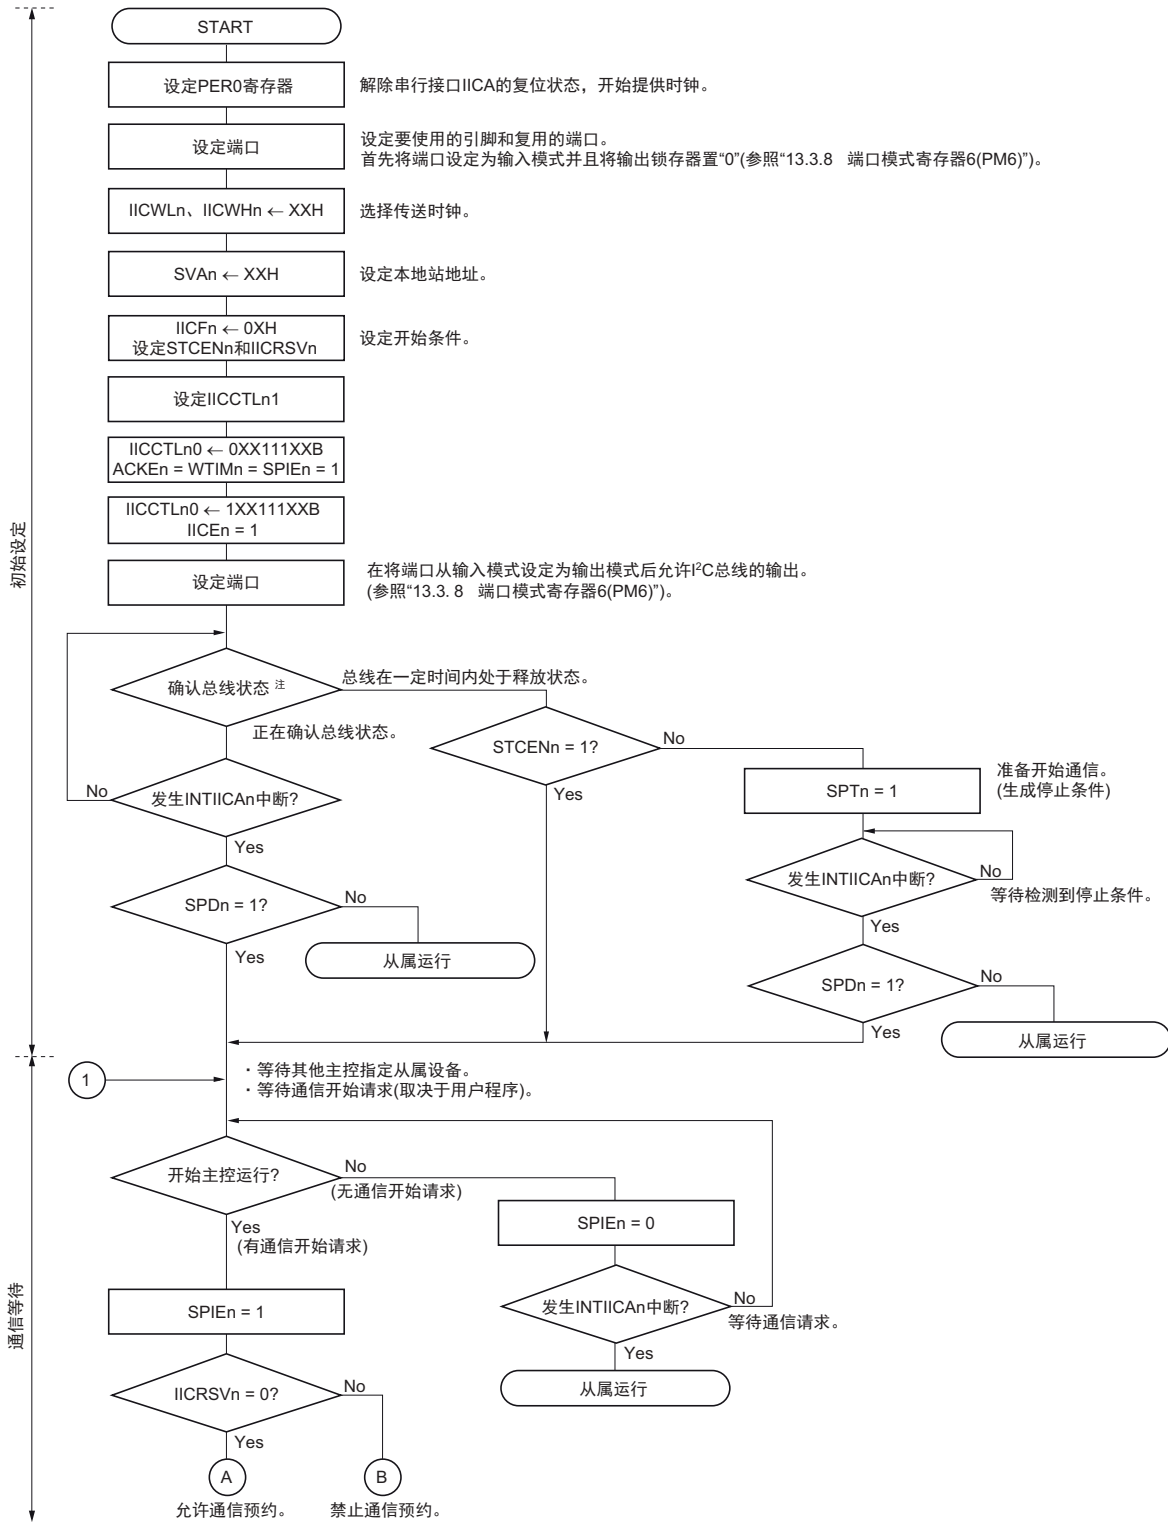 START
设定PER0寄存器
解除串行接口IICA的复位状态，开始提供时钟。
设定端口
设定要使用的引脚和复用的端口。
首先将端口设定为输入模式并且将输出锁存器置“0”(参照“13.3.8 端口模式寄存器6(PM6)”)。
IICWLn、IICWHn ← XXH
选择传送时钟。
SVAn ← XXH
设定本地站地址。
IICFn ← 0XH
设定STCENn和IICRSVn
设定开始条件。
设定IICCTLn1
IICCTLn0 ← 0XX111XXB
ACKEn = WTIMn = SPIEn = 1
IICCTLn0 ← 1XX111XXB
IICEn = 1
初始设定
设定端口
在将端口从输入模式设定为输出模式后允许I²C总线的输出。
(参照“13.3. 8 端口模式寄存器6(PM6)”)。
确认总线状态 注
总线在一定时间内处于释放状态。
正在确认总线状态。
STCENn = 1?
No
Yes
SPTn = 1
准备开始通信。
(生成停止条件)
No
发生INTIICAn中断?
Yes
发生INTIICAn中断?
No
等待检测到停止条件。
Yes
SPDn = 1?
No
Yes
从属运行
SPDn = 1?
No
Yes
从属运行
1
・等待其他主控指定从属设备。
・等待通信开始请求(取决于用户程序)。
开始主控运行?
No
(无通信开始请求)
Yes
(有通信开始请求)
SPIEn = 0
通信等待
SPIEn = 1
发生INTIICAn中断?
No
等待通信请求。
Yes
从属运行
IICRSVn = 0?
No
Yes
A
B
允许通信预约。
禁止通信预约。